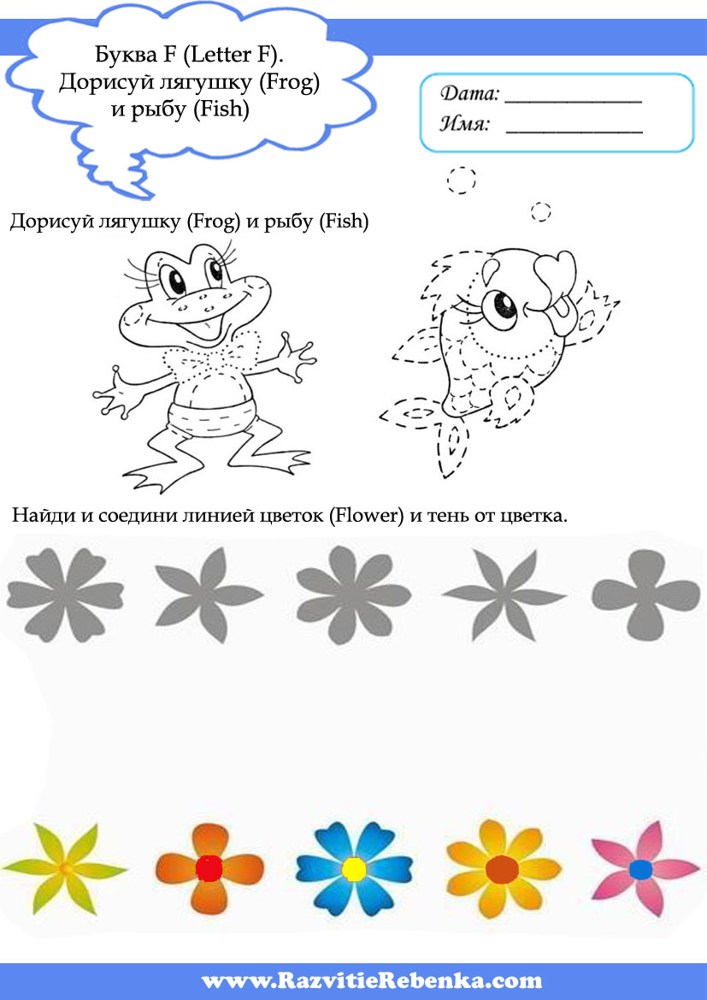 Буква F (Letter F).
Дорисуй лягушку (Frog)
и рыбу (Fish)
Дата: ____________
Имя: ____________
Дорисуй лягушку (Frog) и рыбу (Fish)
Найди и соедини линией цветок (Flower) и тень от цветка.
www.RazvitieRebenka.com